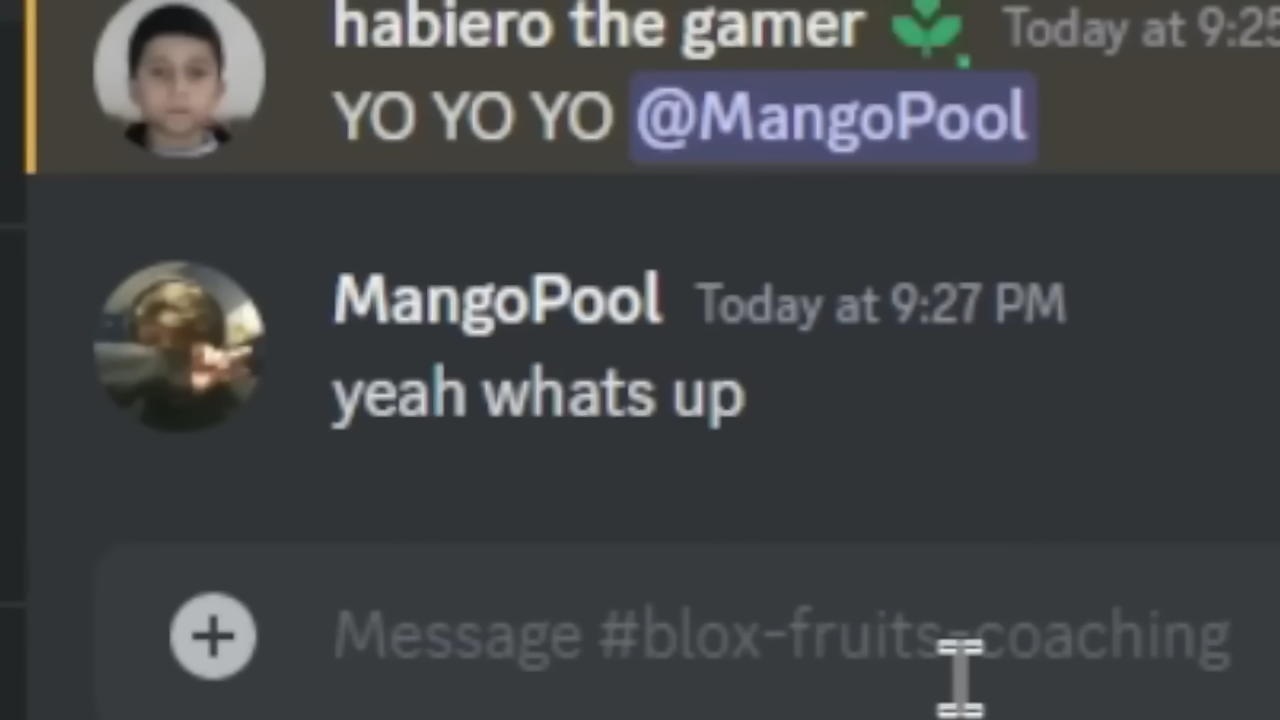 habiero the gamer Today at 9:25
YO YO YO @MangoPool
MangoPool Today at 9:27 PM
yeah whats up
Message #blox-fruits-coaching